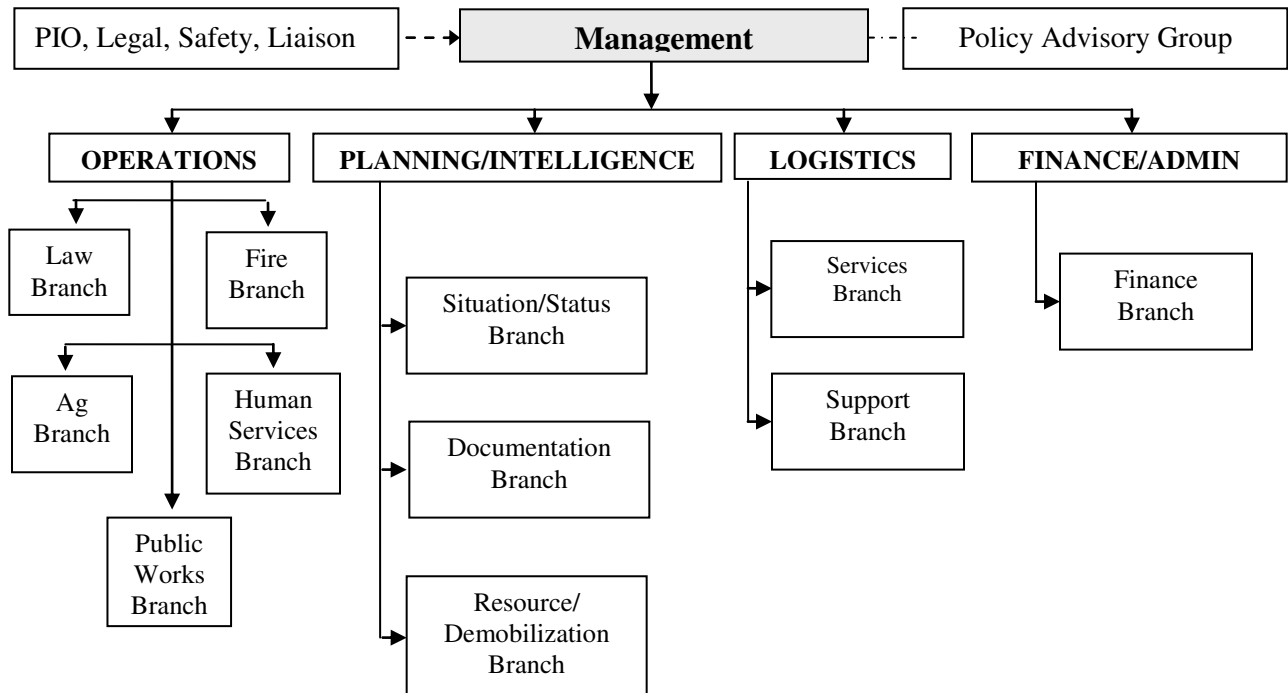 PIO, Legal, Safety, Liaison
Management
Policy Advisory Group
OPERATIONS
PLANNING/INTELLIGENCE
LOGISTICS
FINANCE/ADMIN
Law
Branch
Fire
Branch
Ag
Branch
Human
Services
Branch
Public
Works
Branch
Situation/Status
Branch
Documentation
Branch
Resource/
Demobilization
Branch
Services
Branch
Support
Branch
Finance
Branch